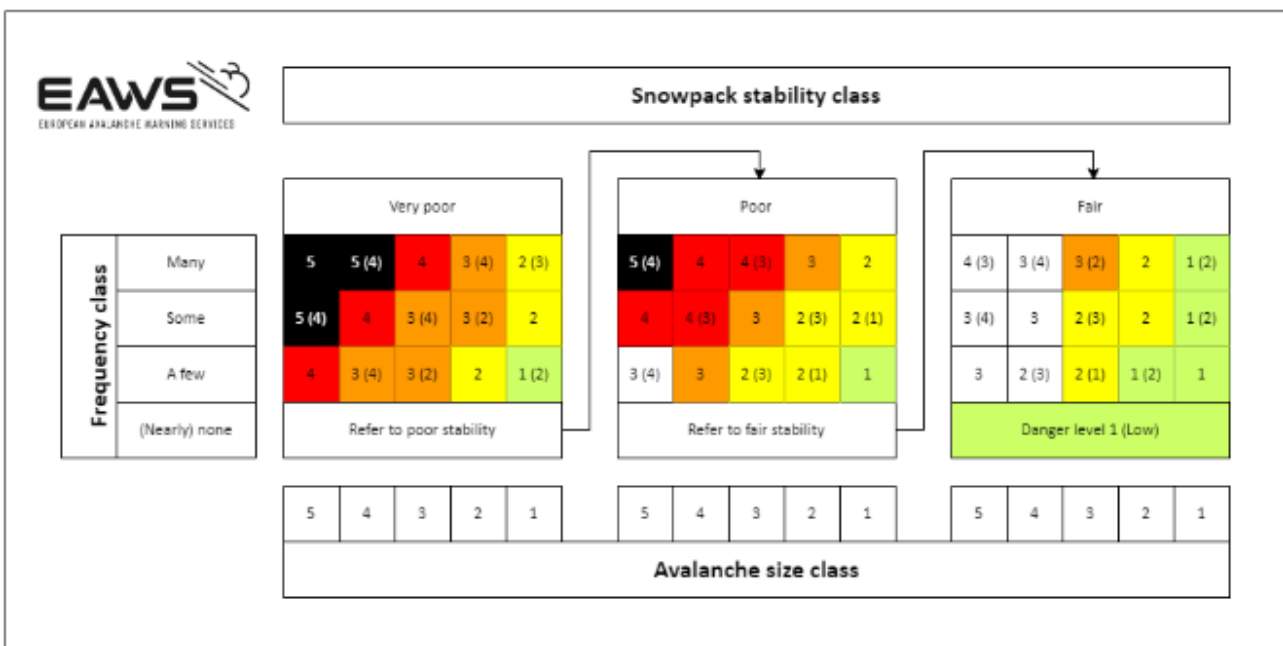 EAWS
EUROPEAN AVALANCHE WARNING SERVICES
Snowpack stability class
Very poor Poor Fair
Frequency class
Many 5 5 (4) 4 3 (4) 2 (3) 5 (4) 4 4 (3) 3 2 4 (3) 3 (4) 3 (2) 2 1 (2)
Some 5 (4) 4 3 (4) 3 (2) 2 4 4 (3) 3 2 (3) 2 (1) 3 (4) 3 2 (3) 2 1 (2)
A few 4 3 (4) 3 (2) 2 1 (2) 3 (4) 3 2 (3) 2 (1) 1 3 2 (3) 2 (1) 1 (2) 1
(Nearly) none Refer to poor stability Refer to fair stability Danger level 1 (Low)
5 4 3 2 1 5 4 3 2 1 5 4 3 2 1
Avalanche size class